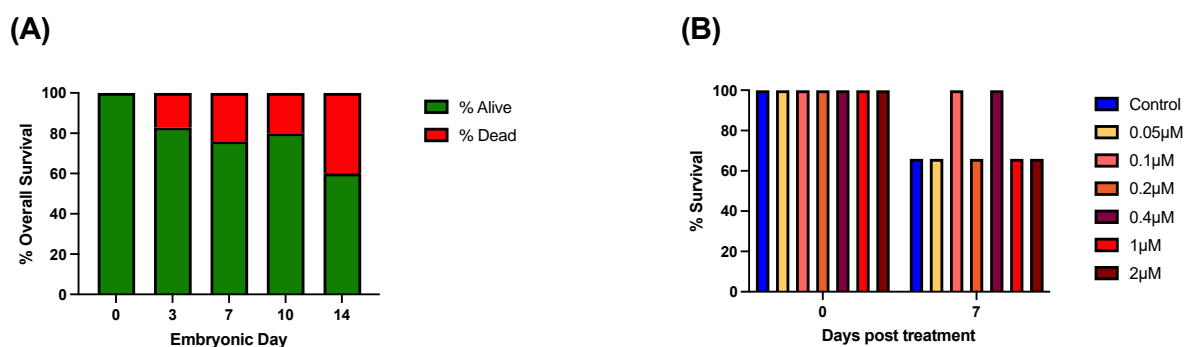 (A)
% Overall Survival
100
80
60
40
20
0
0 3 7 10 14
Embryonic Day
% Alive
% Dead
(B)
% Survival
100
80
60
40
20
0
0 7
Days post treatment
Control
0.05µM
0.1µM
0.2µM
0.4µM
1µM
2µM